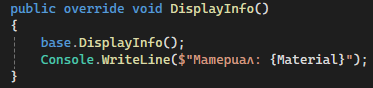 public override void DisplayInfo()
{
base.DisplayInfo();
Console.WriteLine($"Материал: {Material}");
}